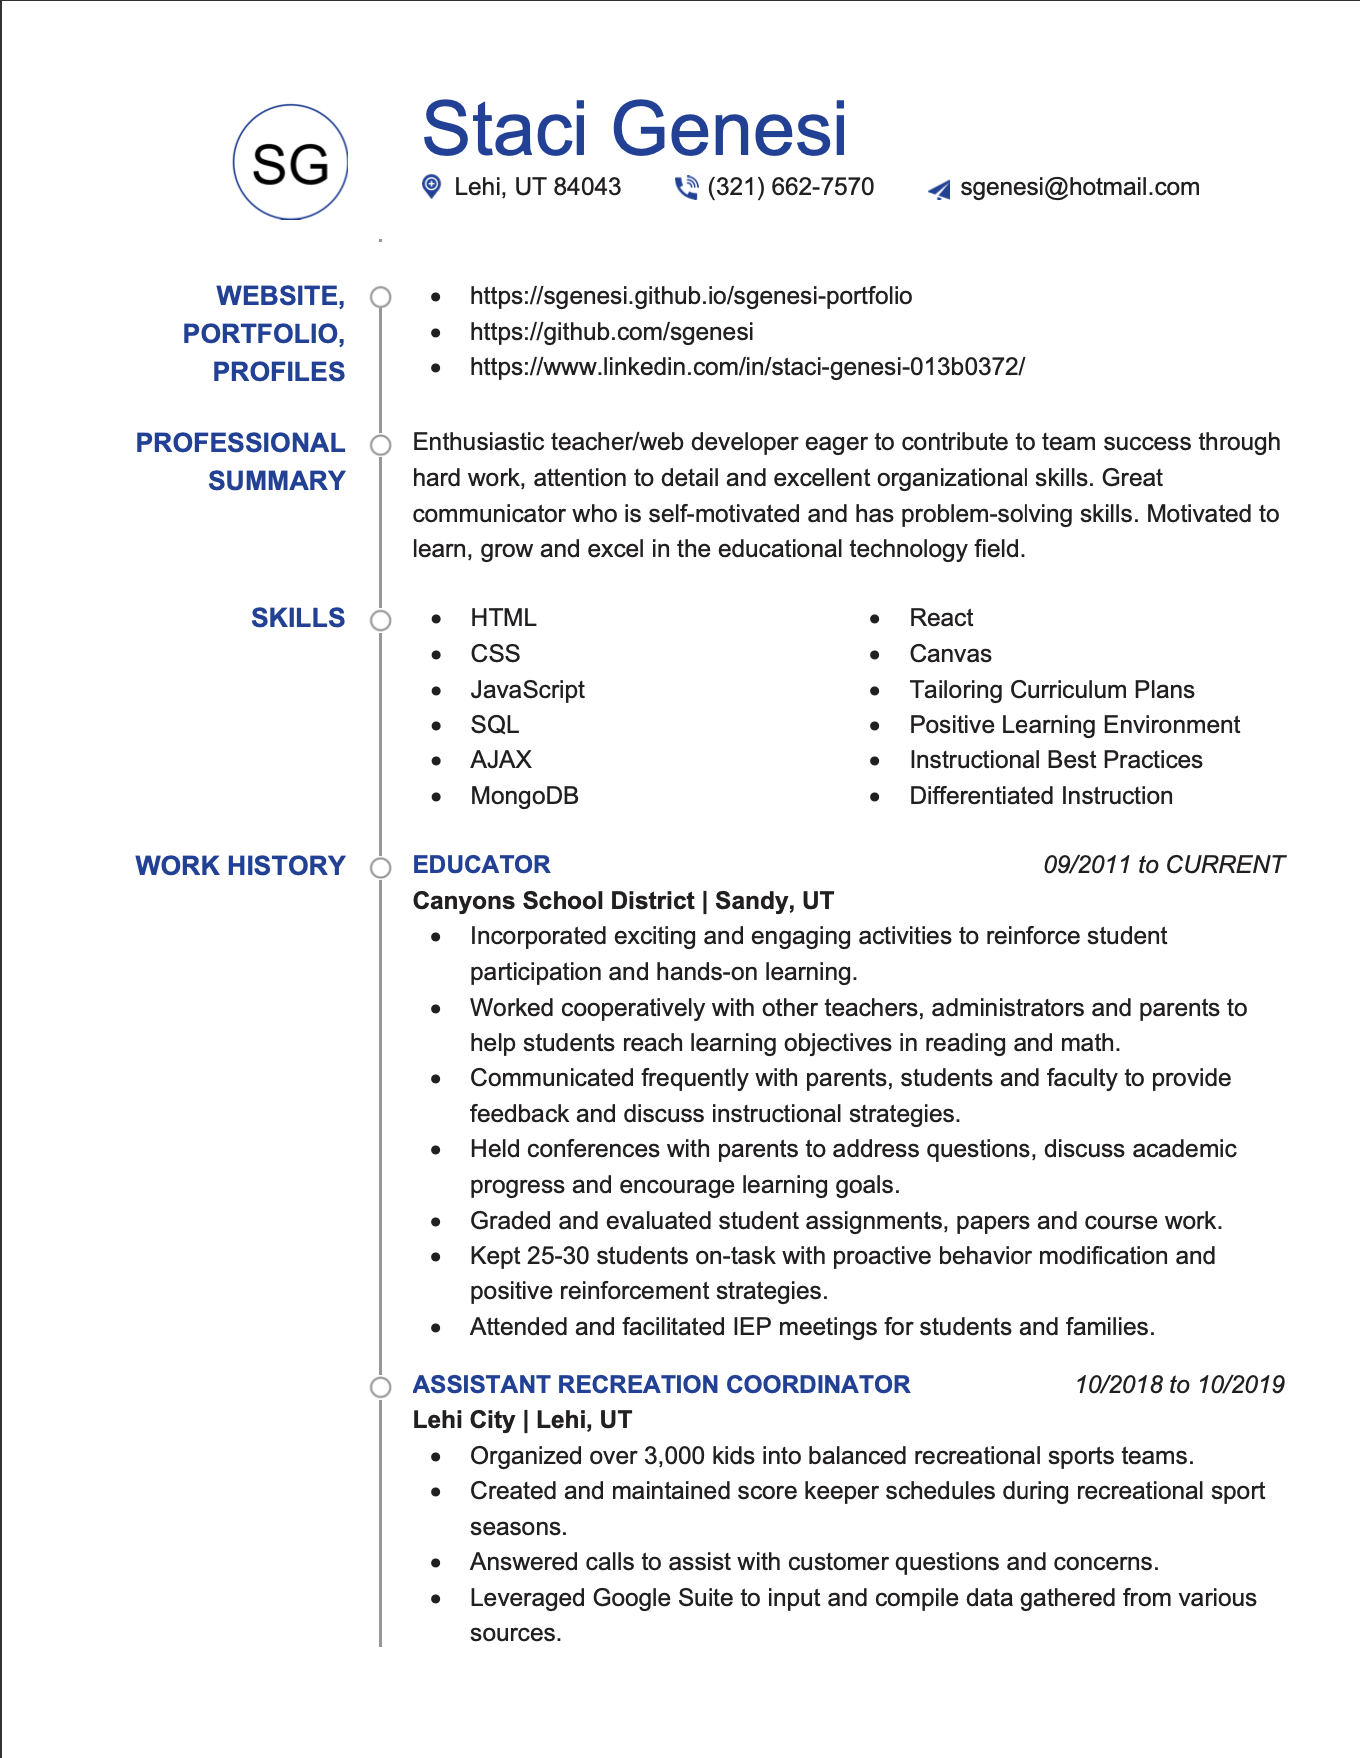 SG
Staci Genesi
Lehi, UT 84043 (321) 662-7570 sgenesi@hotmail.com
WEBSITE,
PORTFOLIO,
PROFILES
• https://sgenesi.github.io/sgenesi-portfolio
• https://github.com/sgenesi
• https://www.linkedin.com/in/staci-genesi-013b0372/
PROFESSIONAL
SUMMARY
Enthusiastic teacher/web developer eager to contribute to team success through
hard work, attention to detail and excellent organizational skills. Great
communicator who is self-motivated and has problem-solving skills. Motivated to
learn, grow and excel in the educational technology field.
SKILLS
• HTML
• CSS
• JavaScript
• SQL
• AJAX
• MongoDB
• React
• Canvas
• Tailoring Curriculum Plans
• Positive Learning Environment
• Instructional Best Practices
• Differentiated Instruction
WORK HISTORY
EDUCATOR 09/2011 to CURRENT
Canyons School District | Sandy, UT
• Incorporated exciting and engaging activities to reinforce student
participation and hands-on learning.
• Worked cooperatively with other teachers, administrators and parents to
help students reach learning objectives in reading and math.
• Communicated frequently with parents, students and faculty to provide
feedback and discuss instructional strategies.
• Held conferences with parents to address questions, discuss academic
progress and encourage learning goals.
• Graded and evaluated student assignments, papers and course work.
• Kept 25-30 students on-task with proactive behavior modification and
positive reinforcement strategies.
• Attended and facilitated IEP meetings for students and families.
ASSISTANT RECREATION COORDINATOR 10/2018 to 10/2019
Lehi City | Lehi, UT
• Organized over 3,000 kids into balanced recreational sports teams.
• Created and maintained score keeper schedules during recreational sport
seasons.
• Answered calls to assist with customer questions and concerns.
• Leveraged Google Suite to input and compile data gathered from various
sources.